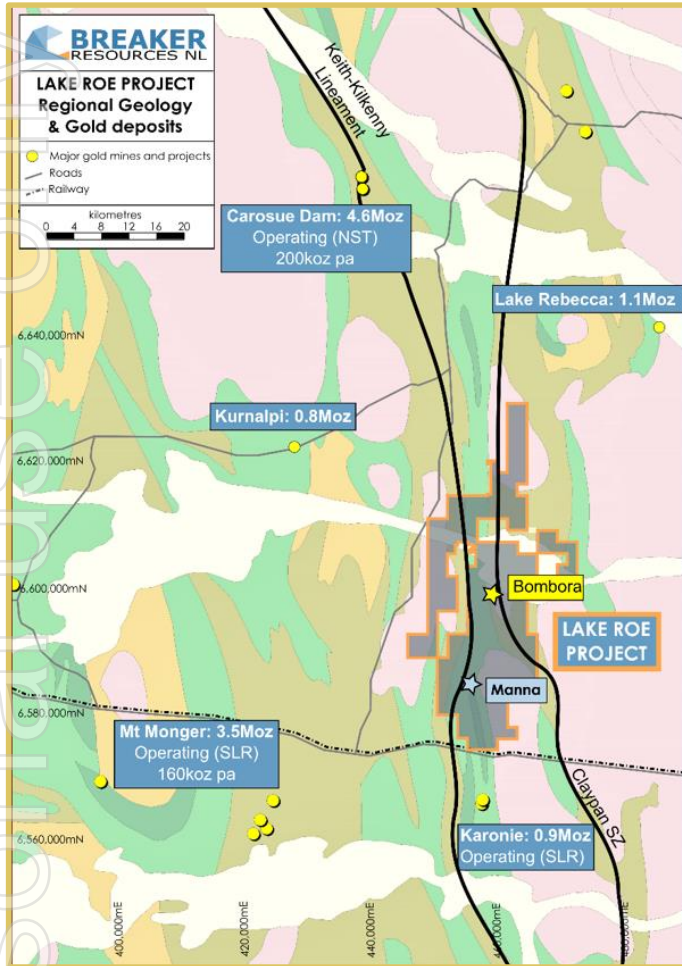 BREAKER
RESOURCES NL
LAKE ROE PROJECT
Regional Geology
& Gold deposits
Major gold mines and projects
Roads
Railway
kilometres
0 4 8 12 16 20
Keith-Kilkenny
Lineament
Carosue Dam: 4.6Moz
Operating (NST)
200koz pa
Lake Rebecca: 1.1Moz
6,640,000mN
Kurnalpi: 0.8Moz
6,620,000mN
6,600,000mN
Bombora
LAKE ROE
PROJECT
Manna
6,580,000mN
Mt Monger: 3.5Moz
Operating (SLR)
160koz pa
Claypan SZ
6,560,000mN
Karonie: 0.9Moz
Operating (SLR)
400,000mE
420,000mE
440,000mE
460,000mE
480,000mE